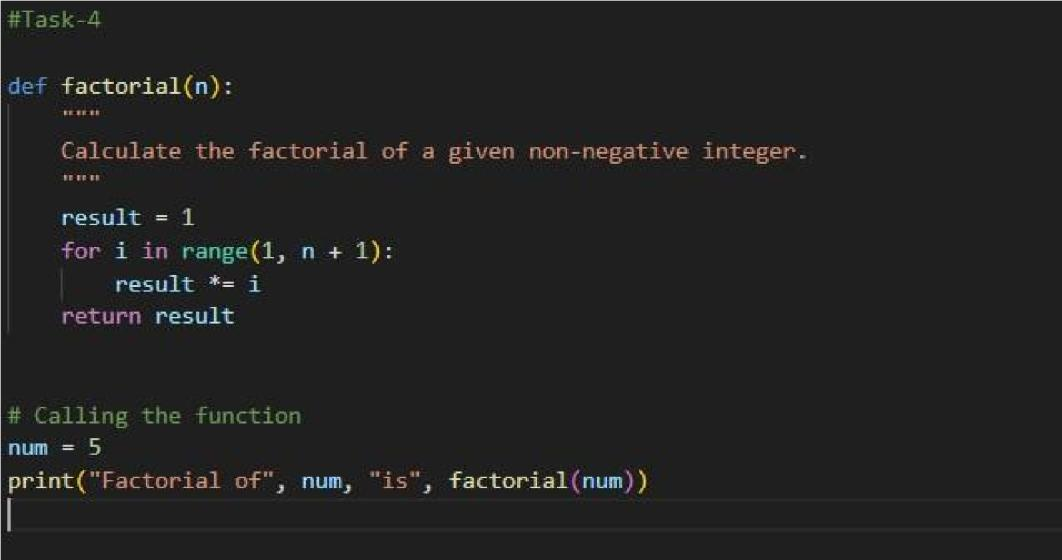 #Task-4
def factorial(n):
    """
    Calculate the factorial of a given non-negative integer.
    """
    result = 1
    for i in range(1, n + 1):
        result *= i
    return result
# Calling the function
num = 5
print("Factorial of", num, "is", factorial(num))